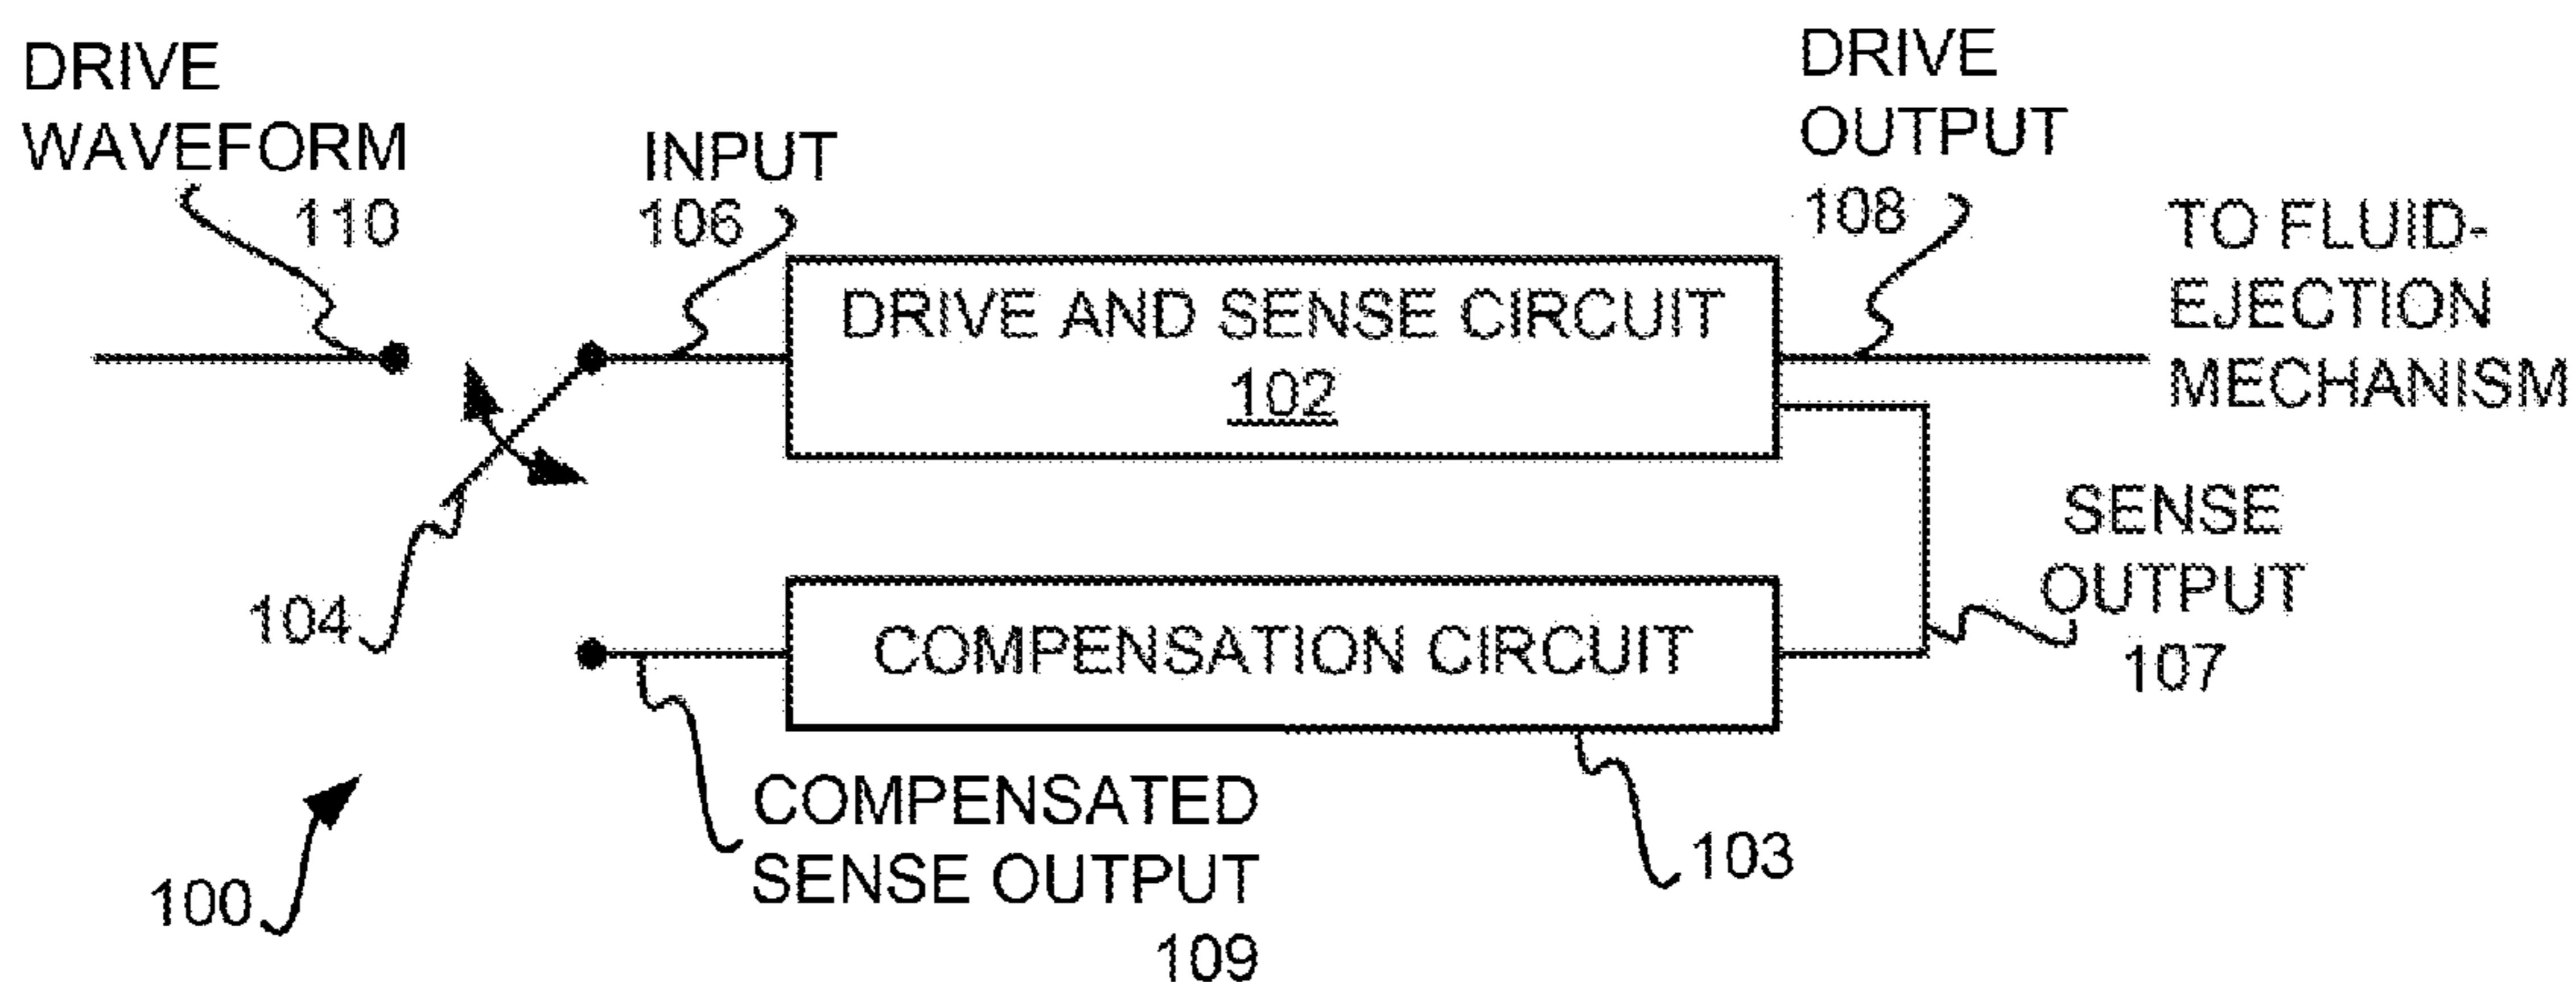 DRIVE
WAVEFORM
110
INPUT
106
DRIVE
OUTPUT
108
TO FLUID-
EJECTION
MECHANISM
DRIVE AND SENSE CIRCUIT
102
104
SENSE
OUTPUT
107
COMPENSATION CIRCUIT
COMPENSATED
SENSE OUTPUT
109
103
100